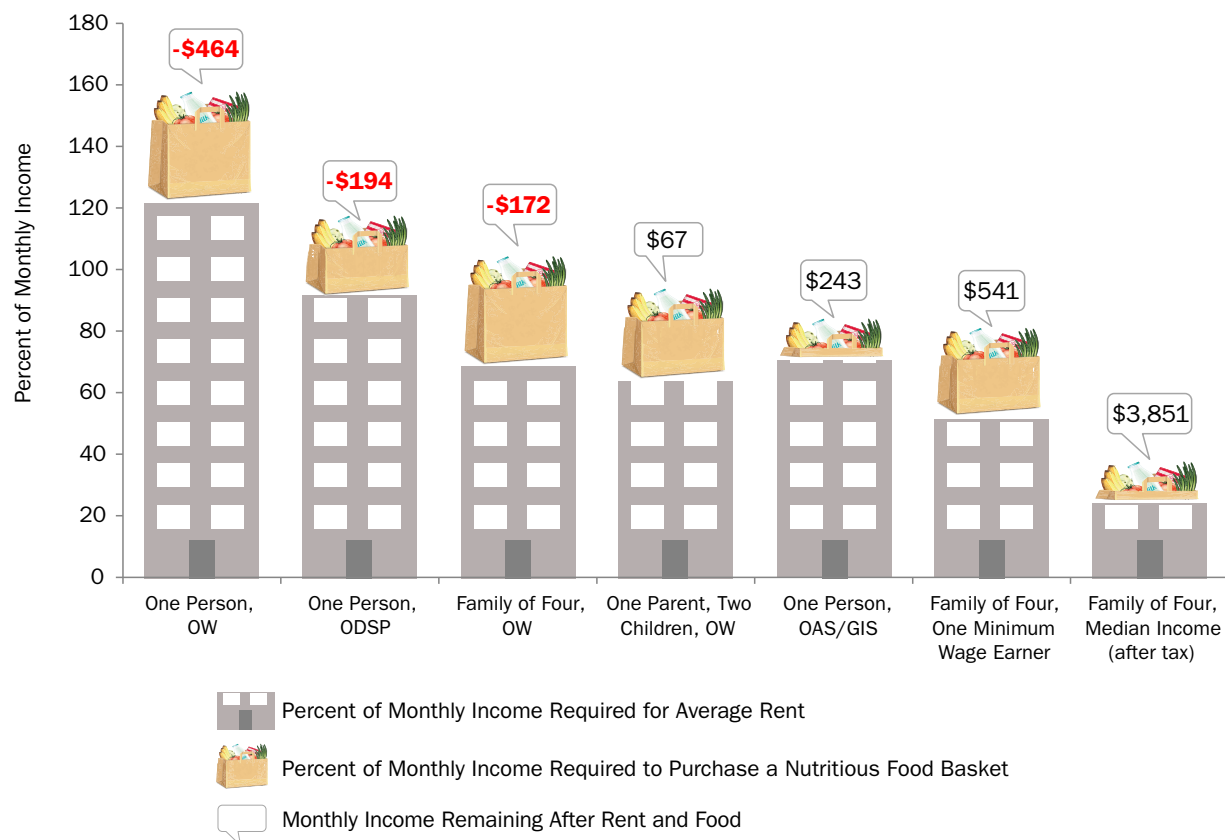 180
160
140
120
100
80
60
40
20
0
Percent of Monthly Income
-$464
-$194
-$172
$67
$243
$541
$3,851
One Person,
OW
One Person,
ODSP
Family of Four,
OW
One Parent, Two
Children, OW
One Person,
OAS/GIS
Family of Four,
One Minimum
Wage Earner
Family of Four,
Median Income
(after tax)
Percent of Monthly Income Required for Average Rent
Percent of Monthly Income Required to Purchase a Nutritious Food Basket
Monthly Income Remaining After Rent and Food